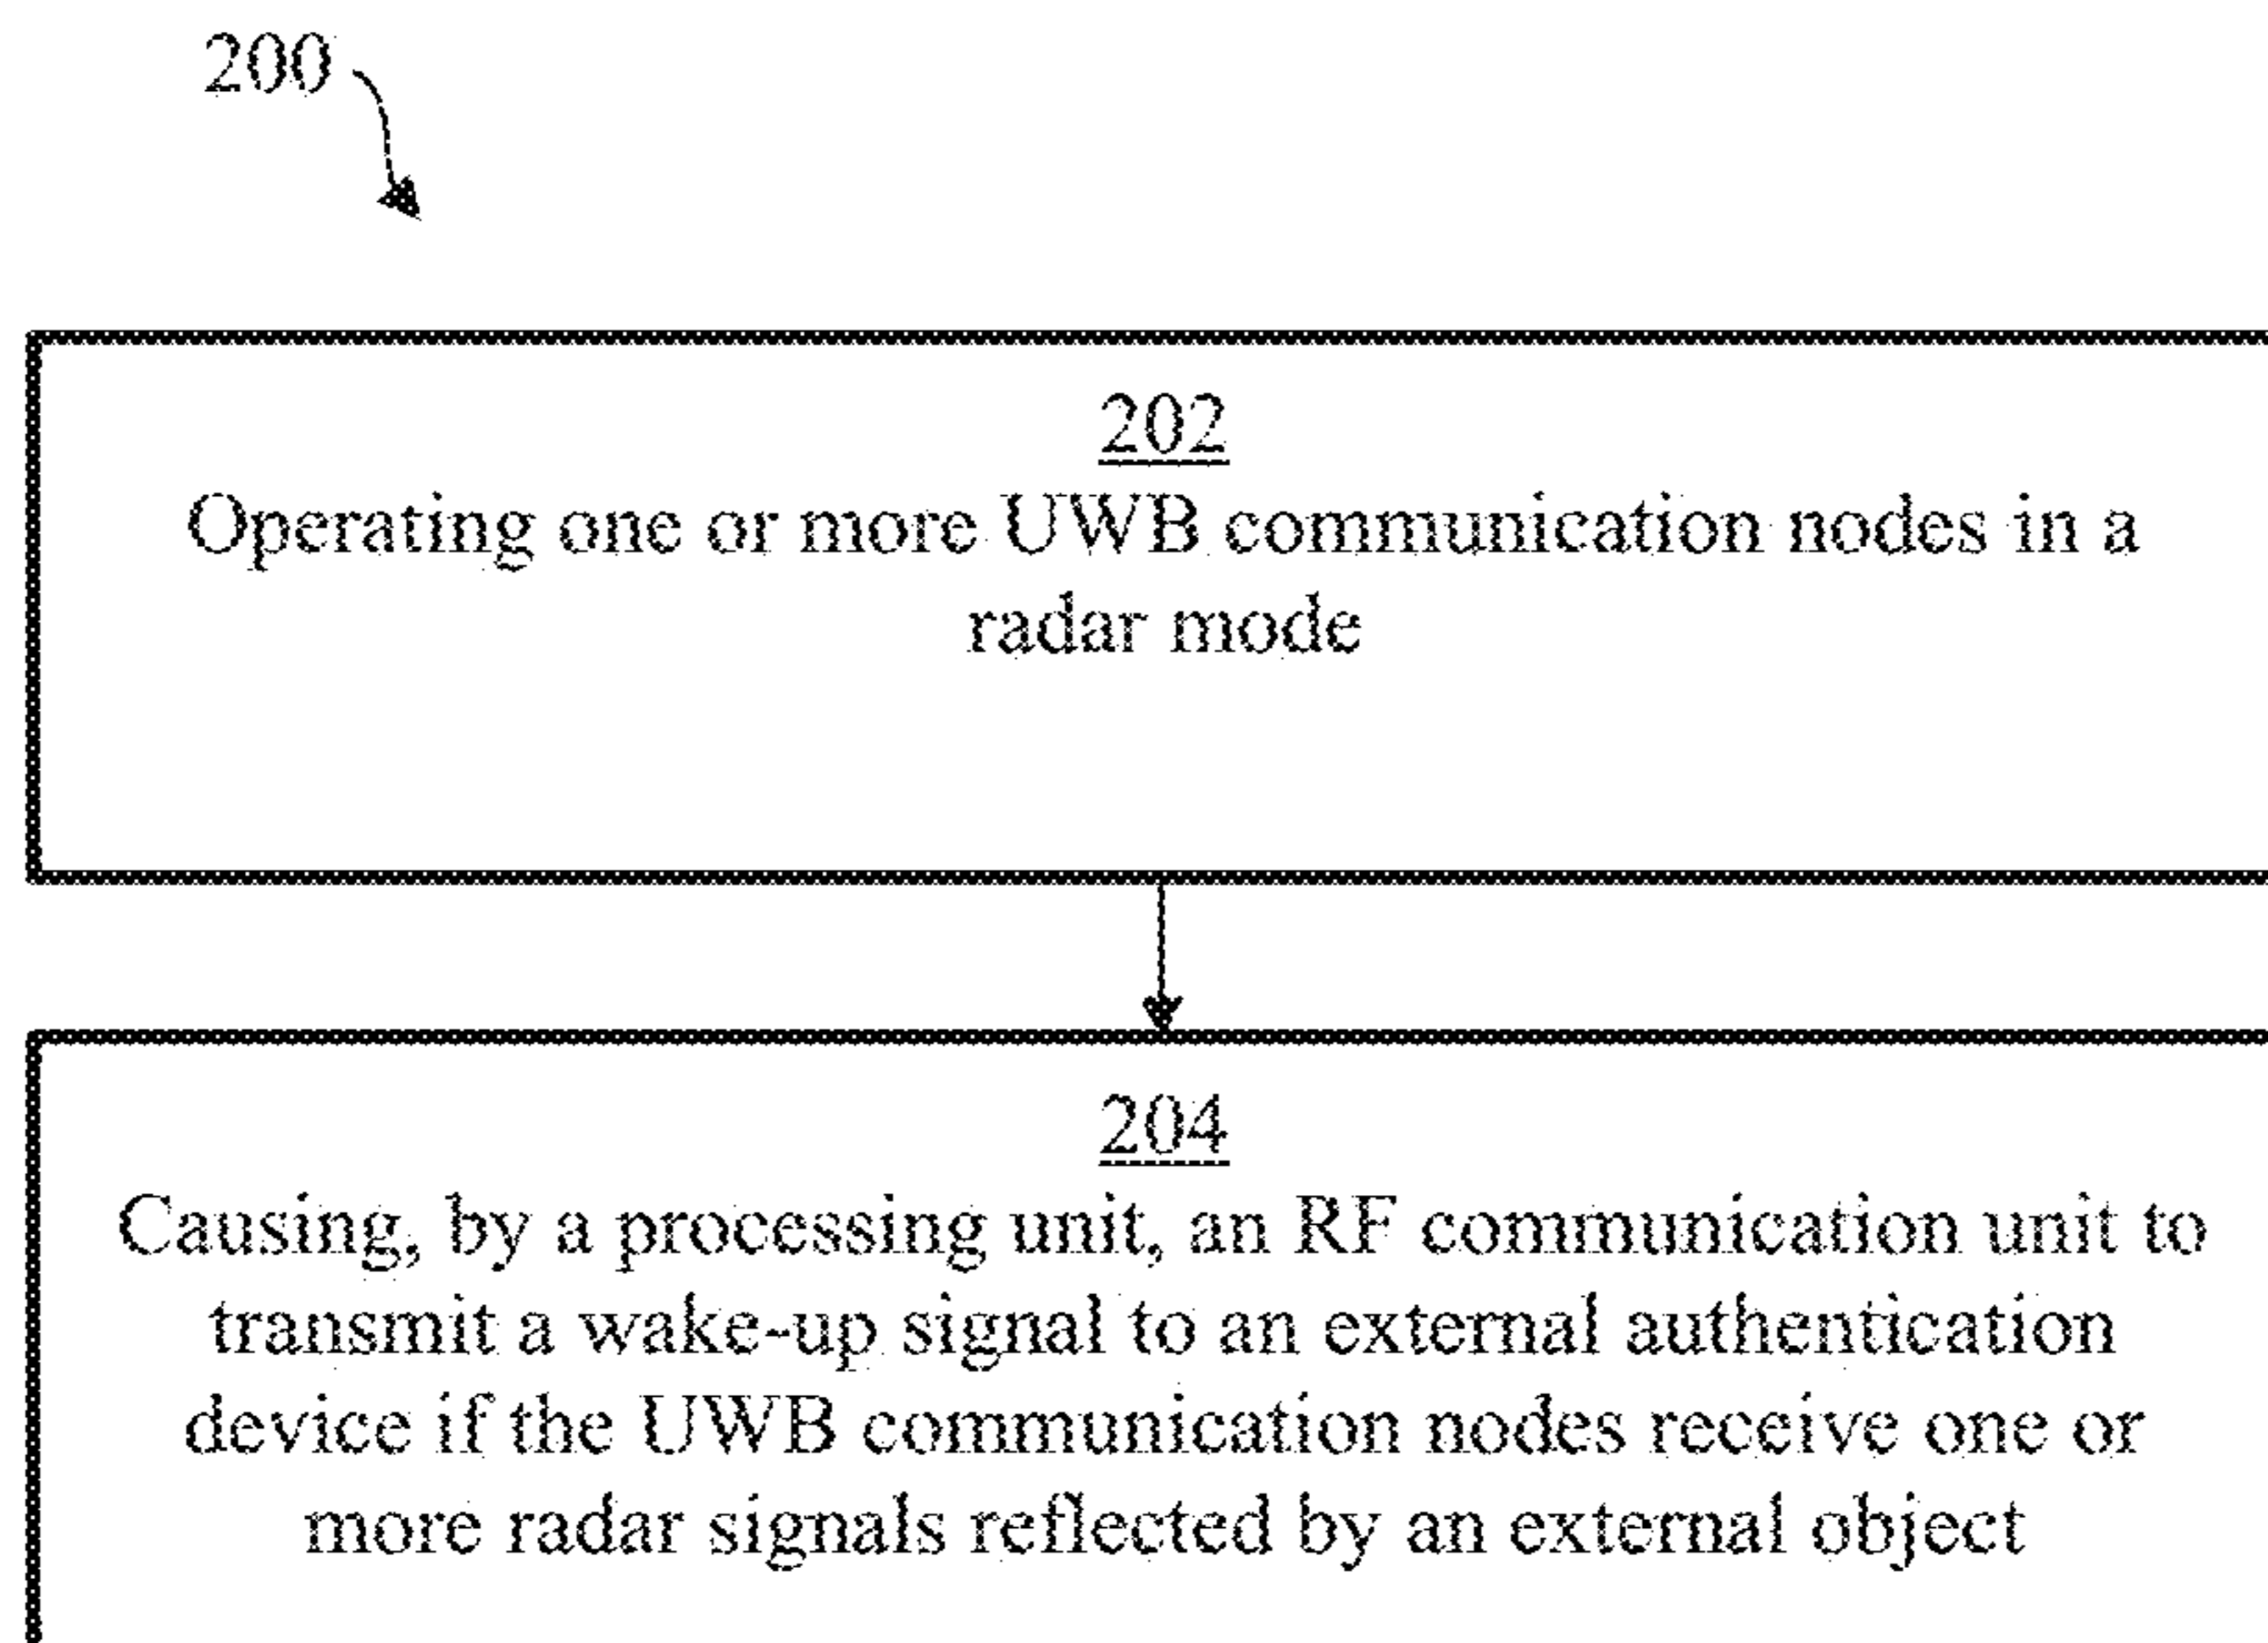 200
202
Operating one or more UWB communication nodes in a
radar mode
204
Causing, by a processing unit, an RF communication unit to
transmit a wake-up signal to an external authentication
device if the UWB communication nodes receive one or
more radar signals reflected by an external object